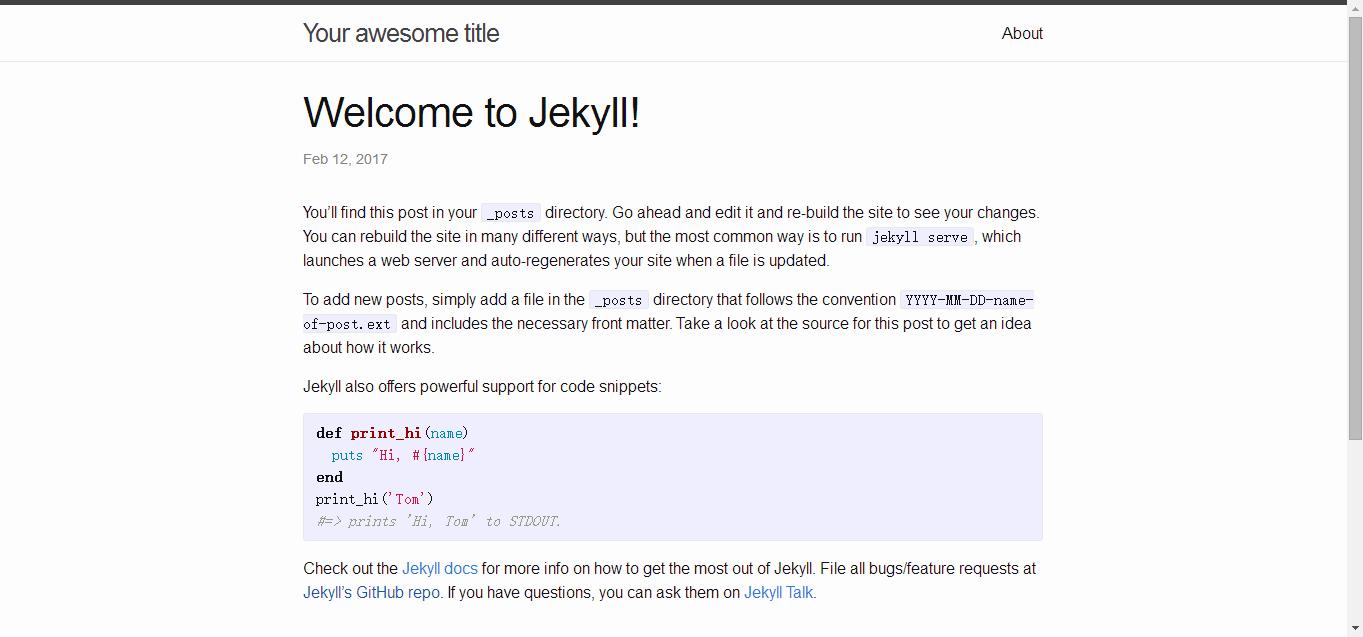 Your awesome title
About
Welcome to Jekyll!
Feb 12, 2017
You’ll find this post in your _posts directory. Go ahead and edit it and re-build the site to see your changes.
You can rebuild the site in many different ways, but the most common way is to run jekyll serve, which
launches a web server and auto-regenerates your site when a file is updated.
To add new posts, simply add a file in the _posts directory that follows the convention YYYY-MM-DD-name-
of-post.ext and includes the necessary front matter. Take a look at the source for this post to get an idea
about how it works.
Jekyll also offers powerful support for code snippets:
def print_hi(name)
  puts "Hi, #{name}"
end
print_hi('Tom')
#=> prints 'Hi, Tom' to STDOUT.
Check out the Jekyll docs for more info on how to get the most out of Jekyll. File all bugs/feature requests at
Jekyll’s GitHub repo. If you have questions, you can ask them on Jekyll Talk.